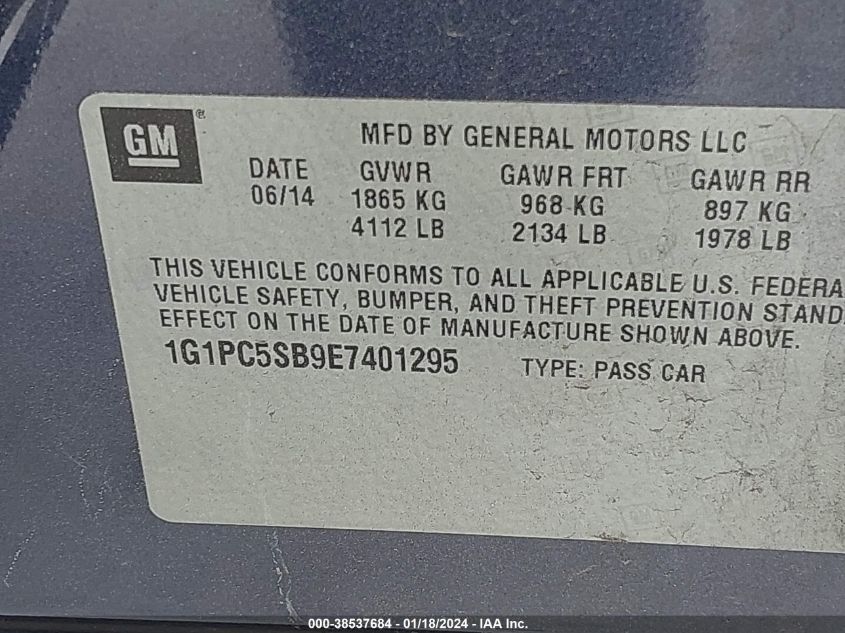 GM ®
MFD BY GENERAL MOTORS LLC
DATE GVWR GAWR FRT GAWR RR
06/14 1865 KG 968 KG 897 KG
4112 LB 2134 LB 1978 LB
THIS VEHICLE CONFORMS TO ALL APPLICABLE U.S. FEDERA
VEHICLE SAFETY, BUMPER, AND THEFT PREVENTION STAND
EFFECT ON THE DATE OF MANUFACTURE SHOWN ABOVE.
1G1PC5SB9E7401295 TYPE: PASS CAR
000-38537684 - 01/18/2024 - IAA Inc.